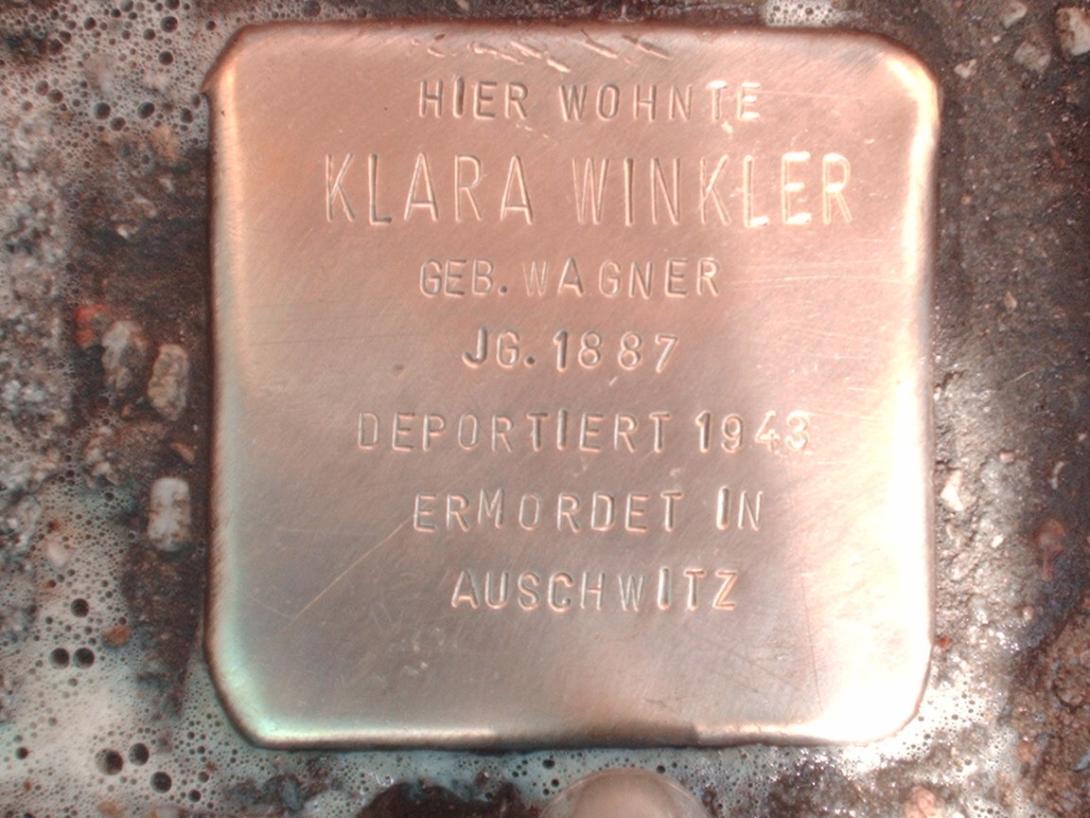 HIER WOHNTE
KLARA WINKLER
GEB. WAGNER
JG. 1887
DEPORTIERT 1943
ERMORDET IN
AUSCHWITZ